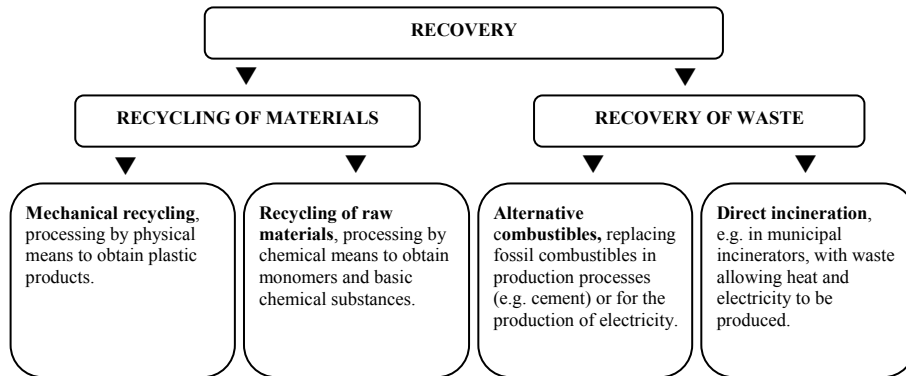 RECOVERY
RECYCLING OF MATERIALS
RECOVERY OF WASTE
Mechanical recycling,
processing by physical
means to obtain plastic
products.
Recycling of raw
materials, processing by
chemical means to obtain
monomers and basic
chemical substances.
Alternative
combustibles, replacing
fossil combustibles in
production processes
(e.g. cement) or for the
production of electricity.
Direct incineration,
e.g. in municipal
incinerators, with waste
allowing heat and
electricity to be
produced.